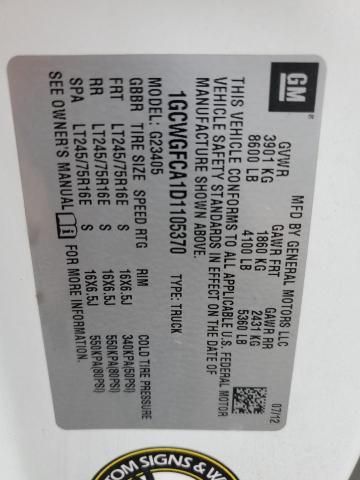 GM
®
MFD BY GENERAL MOTORS LLC
07/12
GVWR GAWR FRT GAWR RR
3901 KG 1860 KG 2431 KG
8600 LB 4100 LB 5360 LB
THIS VEHICLE CONFORMS TO ALL APPLICABLE U.S. FEDERAL MOTOR
VEHICLE SAFETY STANDARDS IN EFFECT ON THE DATE OF
MANUFACTURE SHOWN ABOVE.
1GCWGFCA1D1105370 TYPE: TRUCK
MODEL: G23405
GBBR TIRE SIZE SPEED RTG RIM COLD TIRE PRESSURE
FRT LT245/75R16E S 16X6.5J 340KPA(50PSI)
RR LT245/75R16E S 16X6.5J 550KPA(80PSI)
SPA LT245/75R16E S 16X6.5J 550KPA(80PSI)
SEE OWNER'S MANUAL FOR MORE INFORMATION.
TOM SIGNS & W